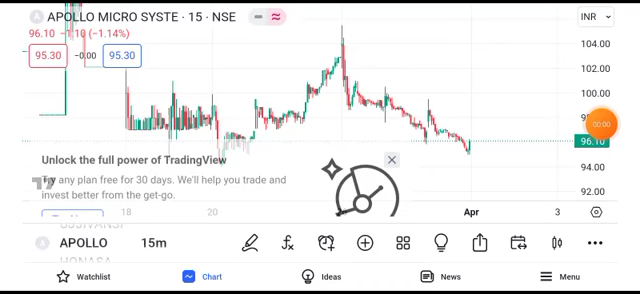 A APOLLO MICRO SYSTE · 15 · NSE
INR
96.10 −1.10 (−1.14%)
95.30 −0.00 95.30
104.00
102.00
100.00
00:00
96.10
94.00
92.00
Unlock the full power of TradingView
Try any plan free for 30 days. We'll help you trade and
invest better from the get-go.
18 20 Apr 3
A APOLLO 15m
HONASA
Watchlist Chart Ideas News Menu